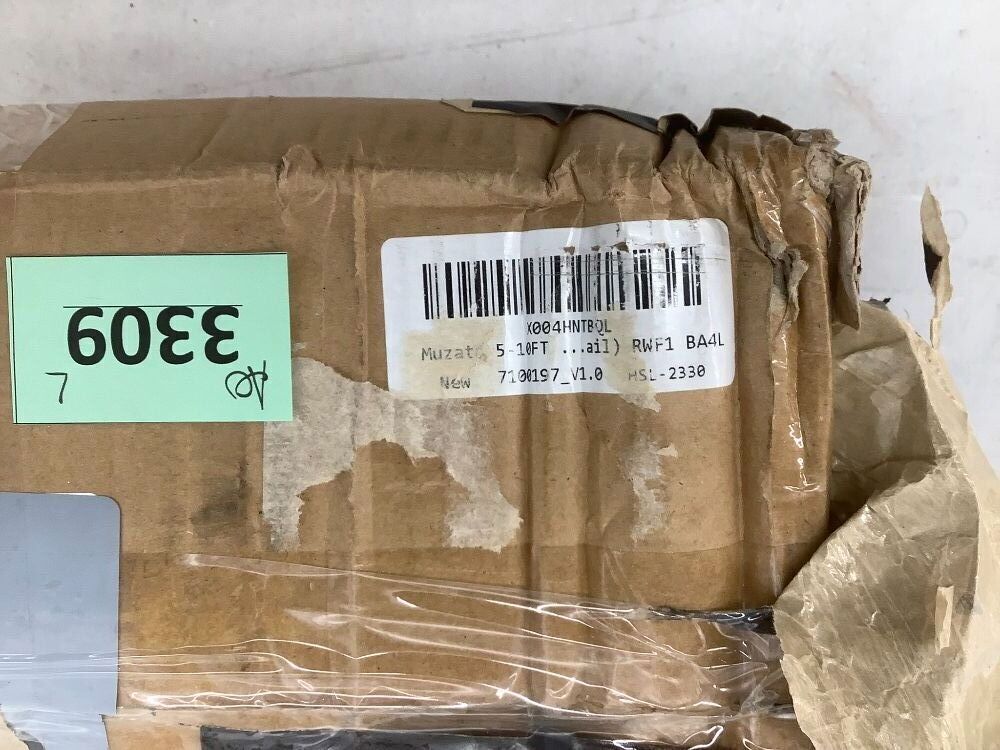 3309
X004HNTBQL
Muzata 5-10FT ...ail) RWF1 BA4L
New 7100197_V1.0 HSL-2330